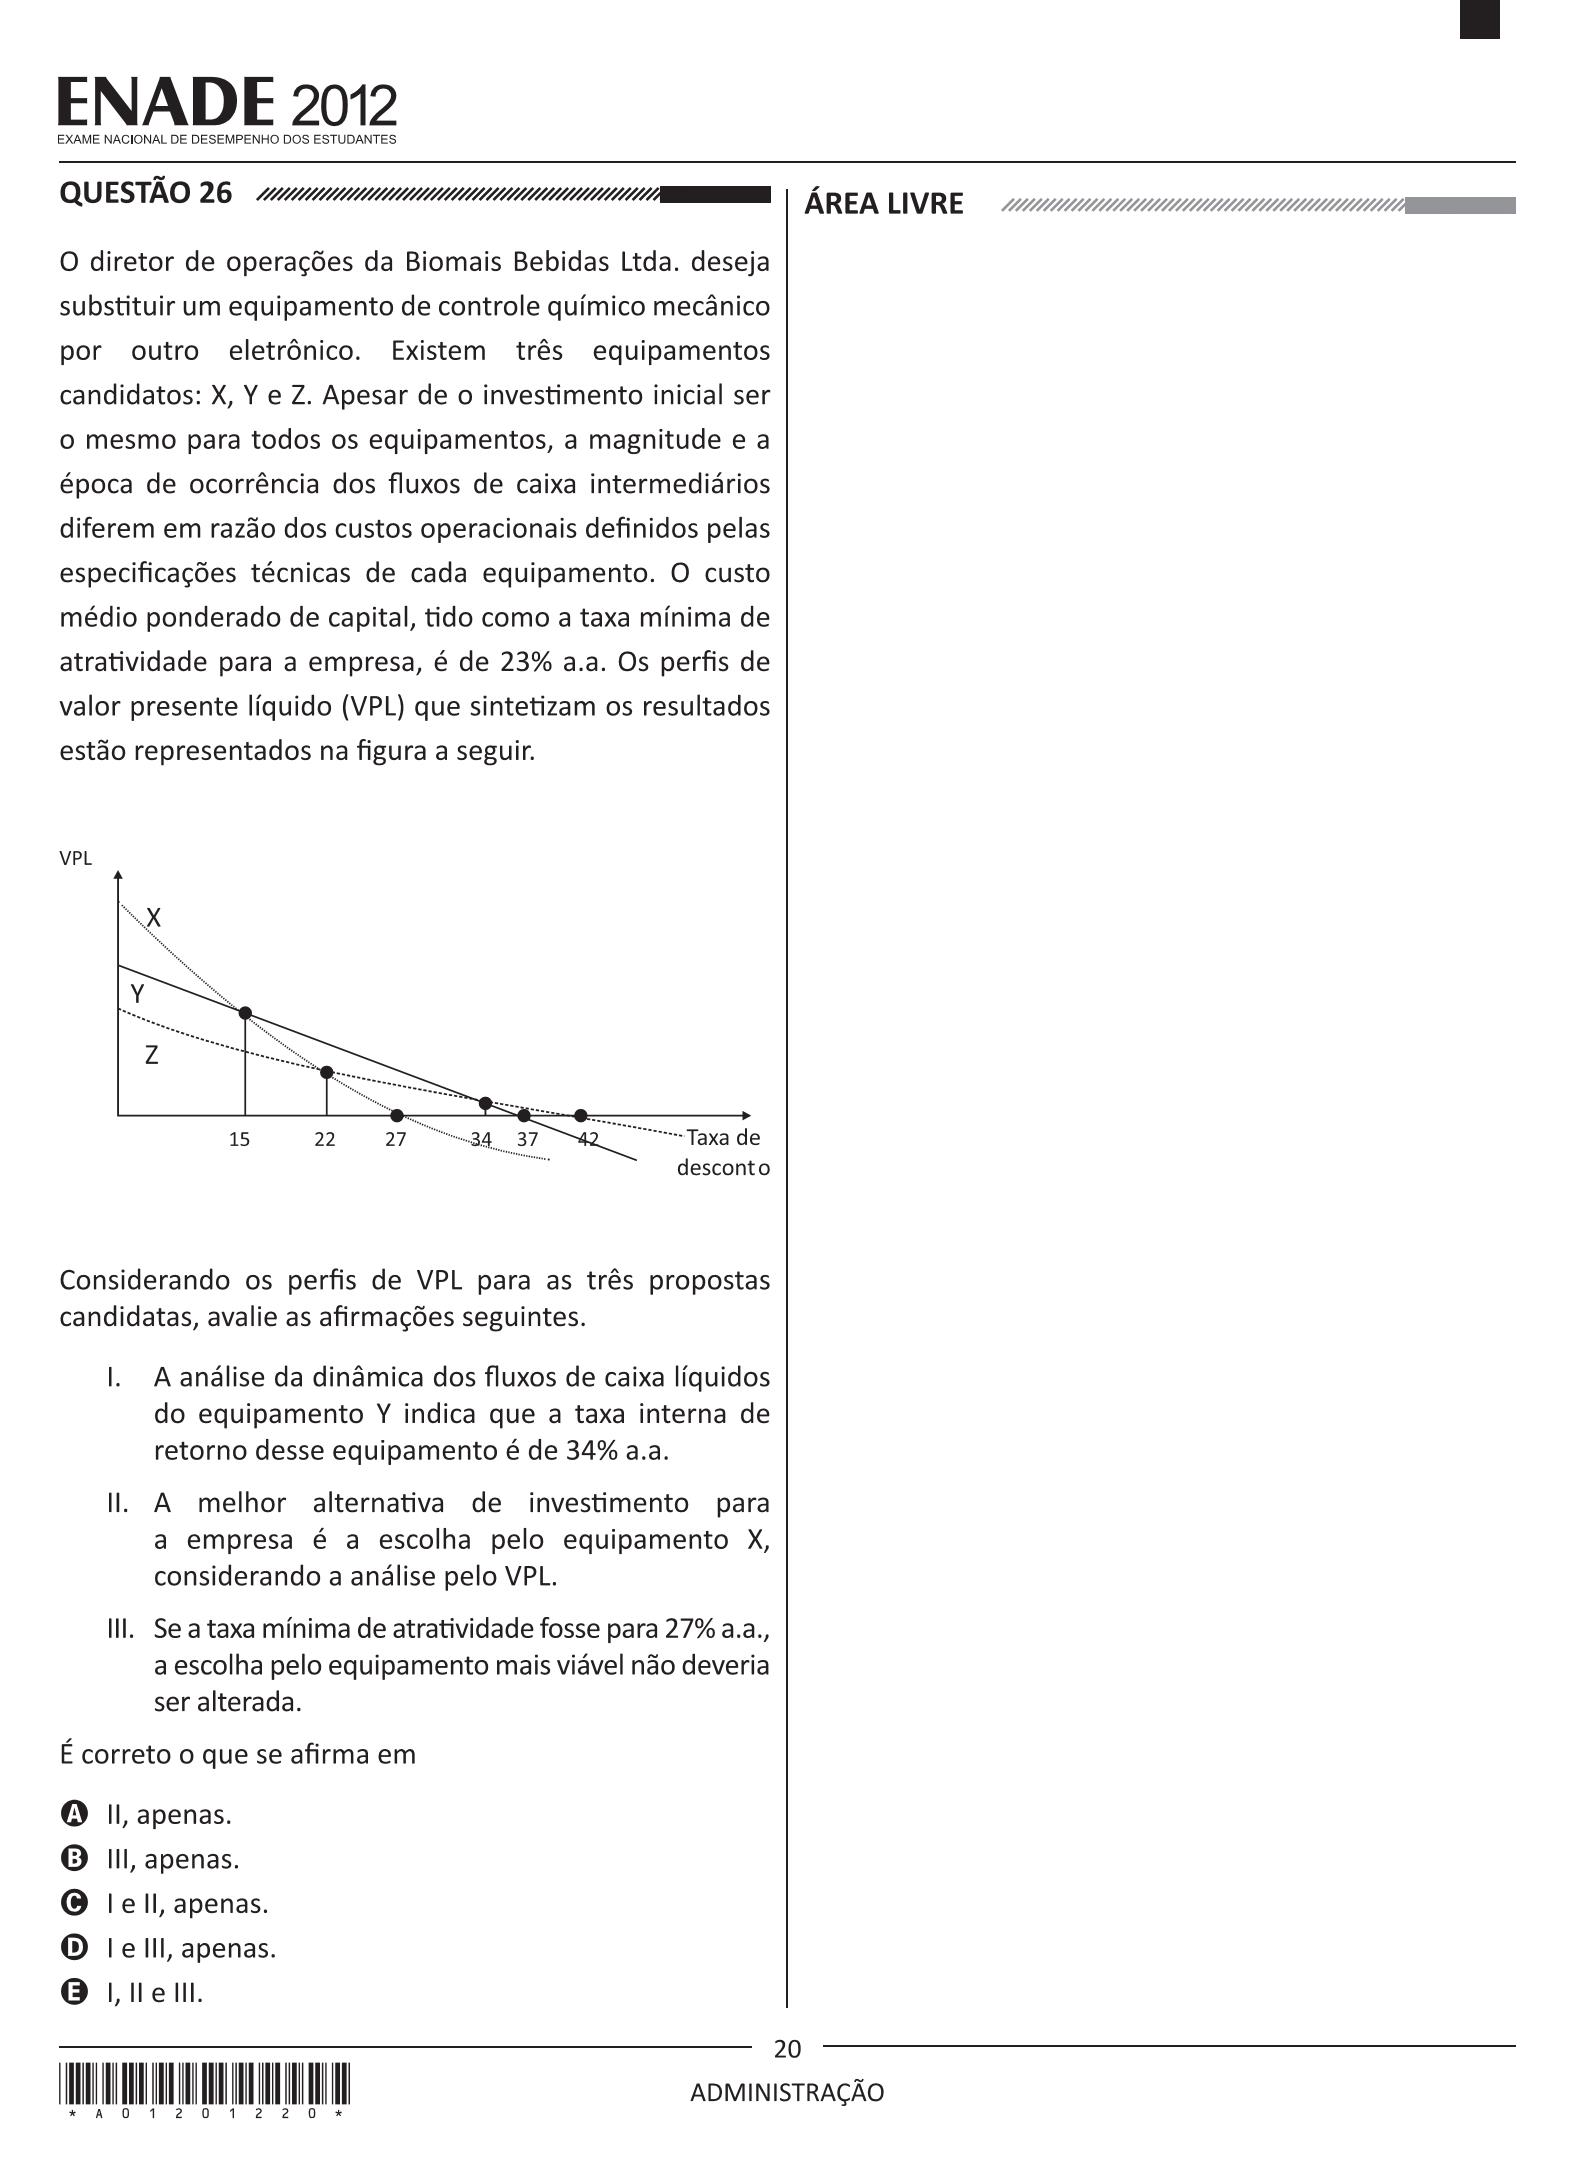 ENADE 2012
EXAME NACIONAL DE DESEMPENHO DOS ESTUDANTES
QUESTÃO 26
O diretor de operações da Biomais Bebidas Ltda. deseja
substituir um equipamento de controle químico mecânico
por outro eletrônico. Existem três equipamentos
candidatos: X, Y e Z. Apesar de o investimento inicial ser
o mesmo para todos os equipamentos, a magnitude e a
época de ocorrência dos fluxos de caixa intermediários
diferem em razão dos custos operacionais definidos pelas
especificações técnicas de cada equipamento. O custo
médio ponderado de capital, tido como a taxa mínima de
atratividade para a empresa, é de 23% a.a. Os perfis de
valor presente líquido (VPL) que sintetizam os resultados
estão representados na figura a seguir.
VPL
X
Y
Z
15 22 27 34 37 42 Taxa de
desconto
Considerando os perfis de VPL para as três propostas
candidatas, avalie as afirmações seguintes.
I. A análise da dinâmica dos fluxos de caixa líquidos
do equipamento Y indica que a taxa interna de
retorno desse equipamento é de 34% a.a.
II. A melhor alternativa de investimento para
a empresa é a escolha pelo equipamento X,
considerando a análise pelo VPL.
III. Se a taxa mínima de atratividade fosse para 27% a.a.,
a escolha pelo equipamento mais viável não deveria
ser alterada.
É correto o que se afirma em
A II, apenas.
B III, apenas.
C I e II, apenas.
D I e III, apenas.
E I, II e III.
ÁREA LIVRE
20
ADMINISTRAÇÃO
* A 0 1 2 0 1 2 2 0 *